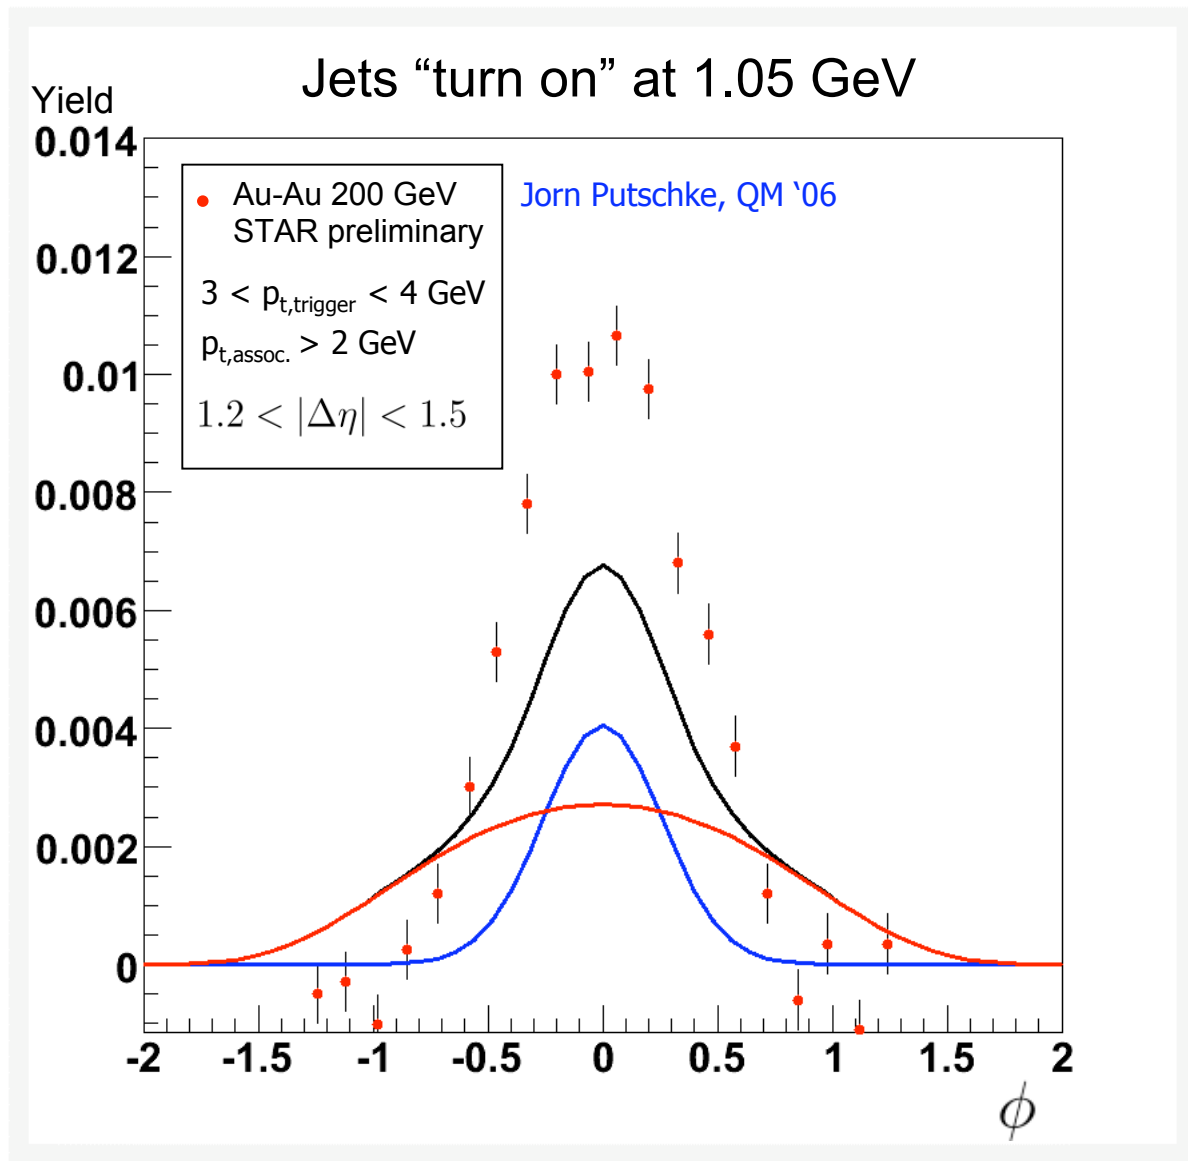 Jets “turn on” at 1.05 GeV
Yield
0.014
0.012
0.01
0.008
0.006
0.004
0.002
0
Au-Au 200 GeV
STAR preliminary
3 < pt,trigger < 4 GeV
pt,assoc. > 2 GeV
1.2 < |Δη| < 1.5
Jorn Putschke, QM ‘06
-2 -1.5 -1 -0.5 0 0.5 1 1.5 2
ϕ